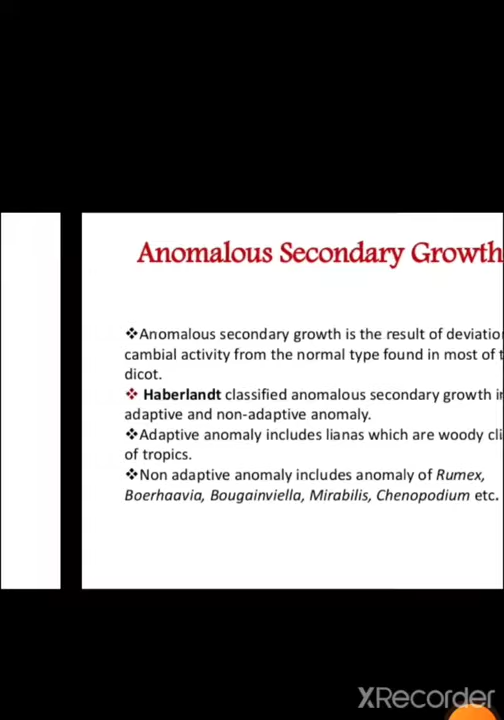 Anomalous Secondary Growth
❖Anomalous secondary growth is the result of deviatio
cambial activity from the normal type found in most of t
dicot.
❖ Haberlandt classified anomalous secondary growth i
adaptive and non-adaptive anomaly.
❖Adaptive anomaly includes lianas which are woody cli
of tropics.
❖Non adaptive anomaly includes anomaly of Rumex,
Boerhaavia, Bougainviella, Mirabilis, Chenopodium etc.
XRecorder